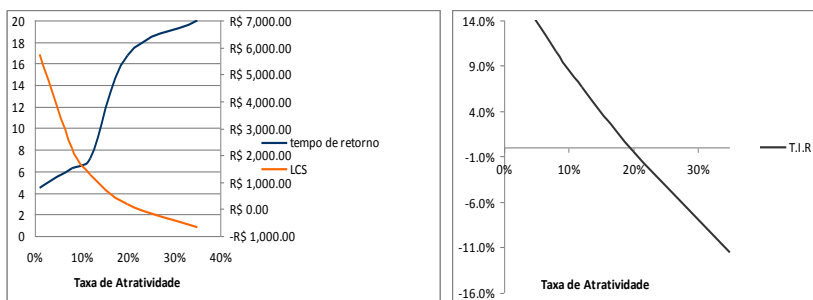 20
18
16
14
12
10
8
6
4
2
0
R$ 7,000.00
R$ 6,000.00
R$ 5,000.00
R$ 4,000.00
R$ 3,000.00
R$ 2,000.00
R$ 1,000.00
R$ 0.00
-R$ 1,000.00
tempo de retorno
LCS
0% 10% 20% 30% 40%
Taxa de Atratividade
14.0%
9.0%
4.0%
-1.0%
-6.0%
-11.0%
-16.0%
0% 10% 20% 30%
T.I.R
Taxa de Atratividade